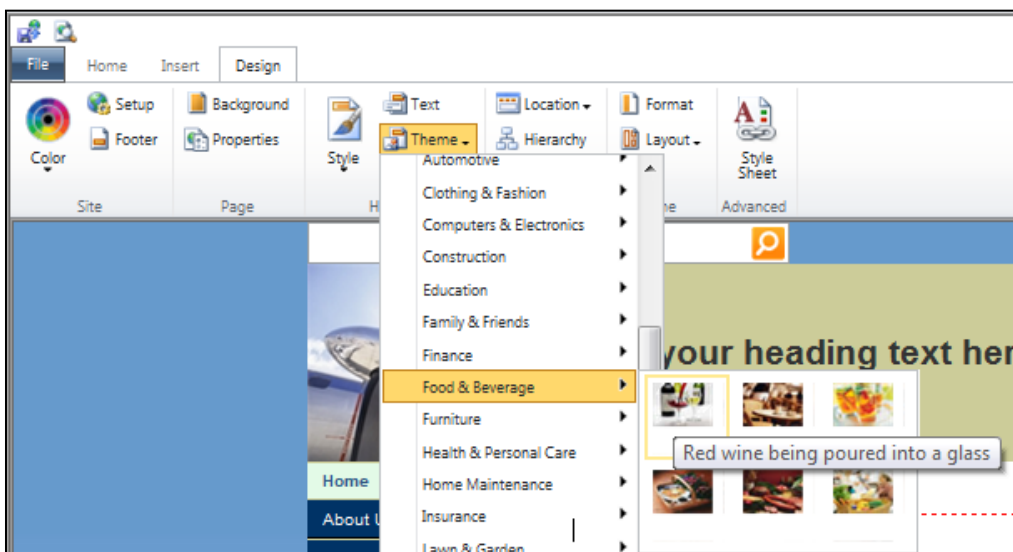 File Home Insert Design
Setup Background Text Location Format
Footer Properties Theme Hierarchy Layout
Color Style Style Sheet
Site Page H ne Advanced
Automotive
Clothing & Fashion
Computers & Electronics
Construction
Education
Family & Friends
your heading text her
Finance
Food & Beverage
Furniture
Red wine being poured into a glass
Health & Personal Care
Home
Home Maintenance
About U
Insurance
Lawn & Garden